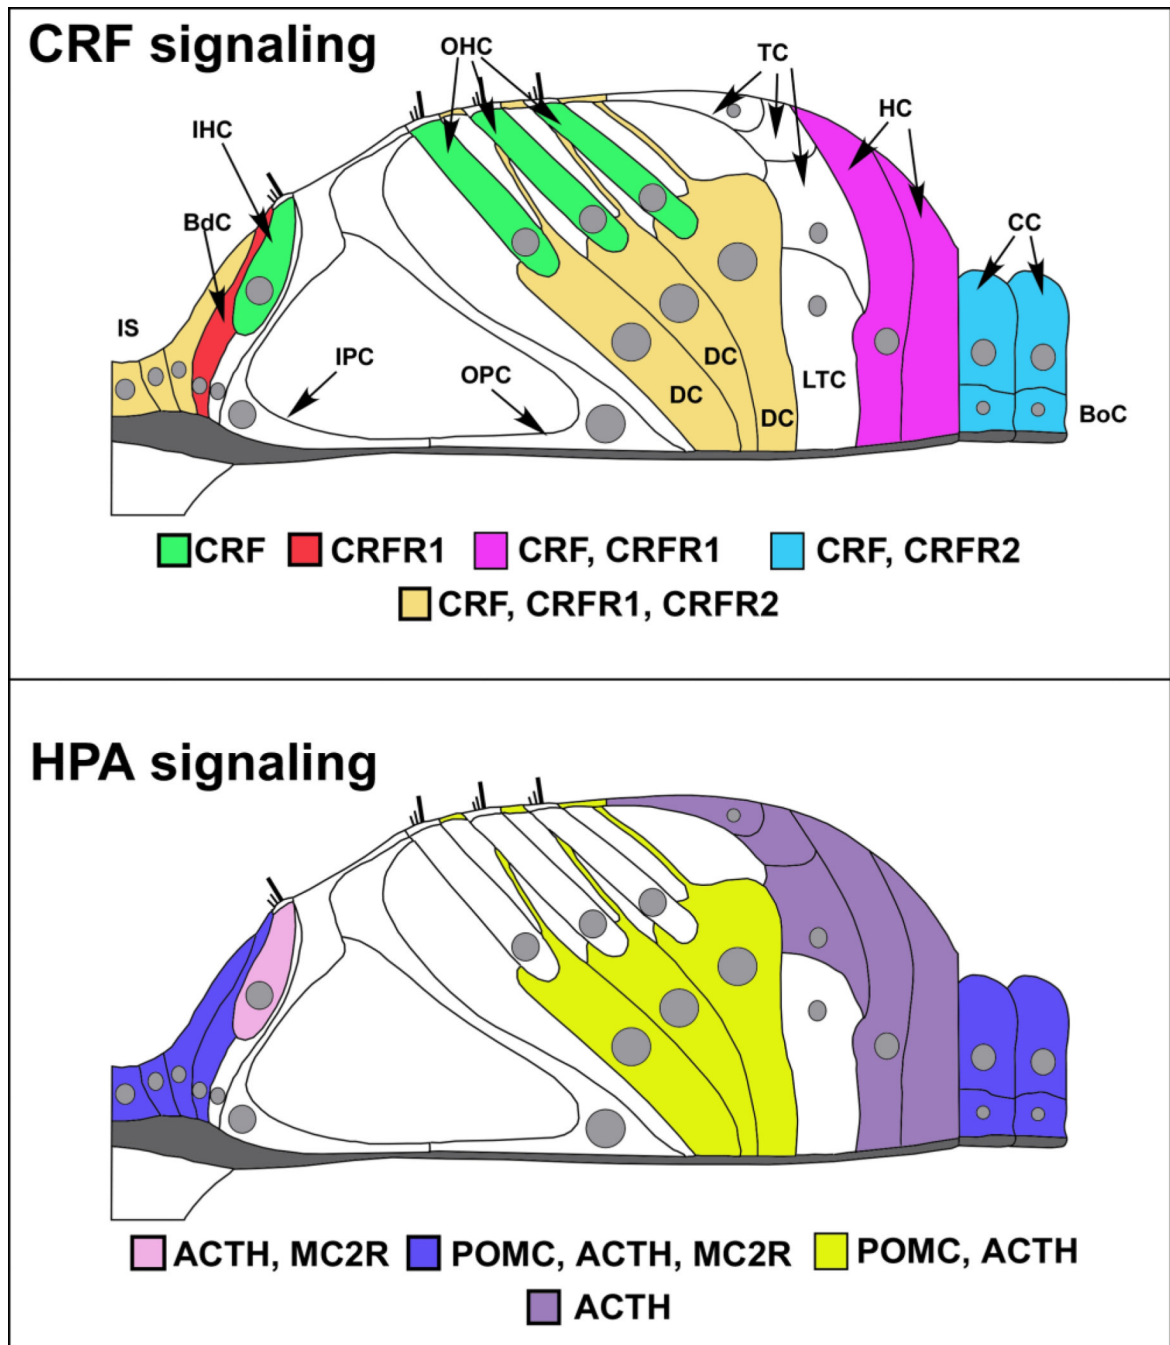 CRF signaling
OHC
TC
HC
IHC
BdC
CC
IS
IPC
OPC
DC
DC
DC
LTC
BoC
CRF CRFR1 CRF, CRFR1 CRF, CRFR2
CRF, CRFR1, CRFR2
HPA signaling
ACTH, MC2R POMC, ACTH, MC2R POMC, ACTH
ACTH